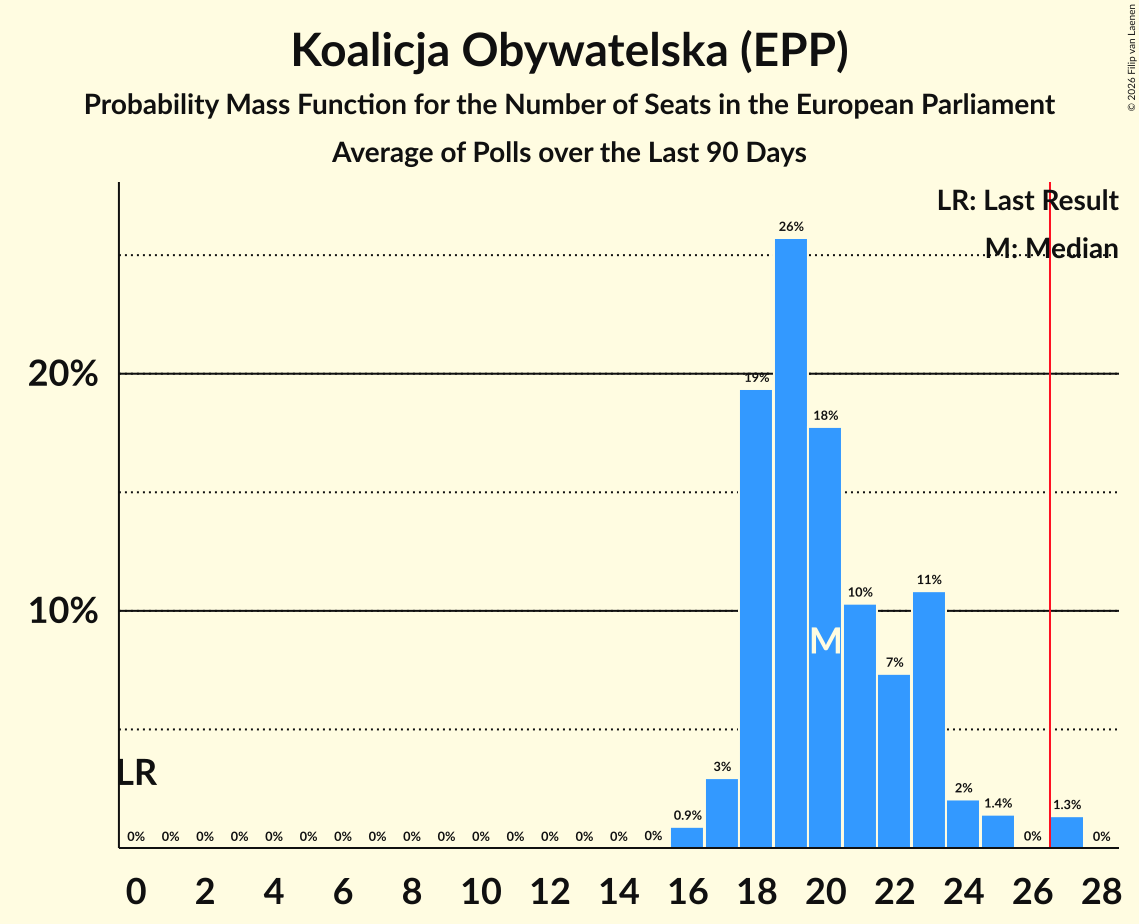 Koalicja Obywatelska (EPP)
Probability Mass Function for the Number of Seats in the European Parliament
Average of Polls over the Last 90 Days
© 2026 Filip van Laenen
LR: Last Result
M: Median
26%
20%
19%
18%
11%
10%
10%
M
7%
LR
3%
2%
1.4%
1.3%
0.9%
0% 0% 0% 0% 0% 0% 0% 0% 0% 0% 0% 0% 0% 0% 0% 0% 0% 0%
0 2 4 6 8 10 12 14 16 18 20 22 24 26 28